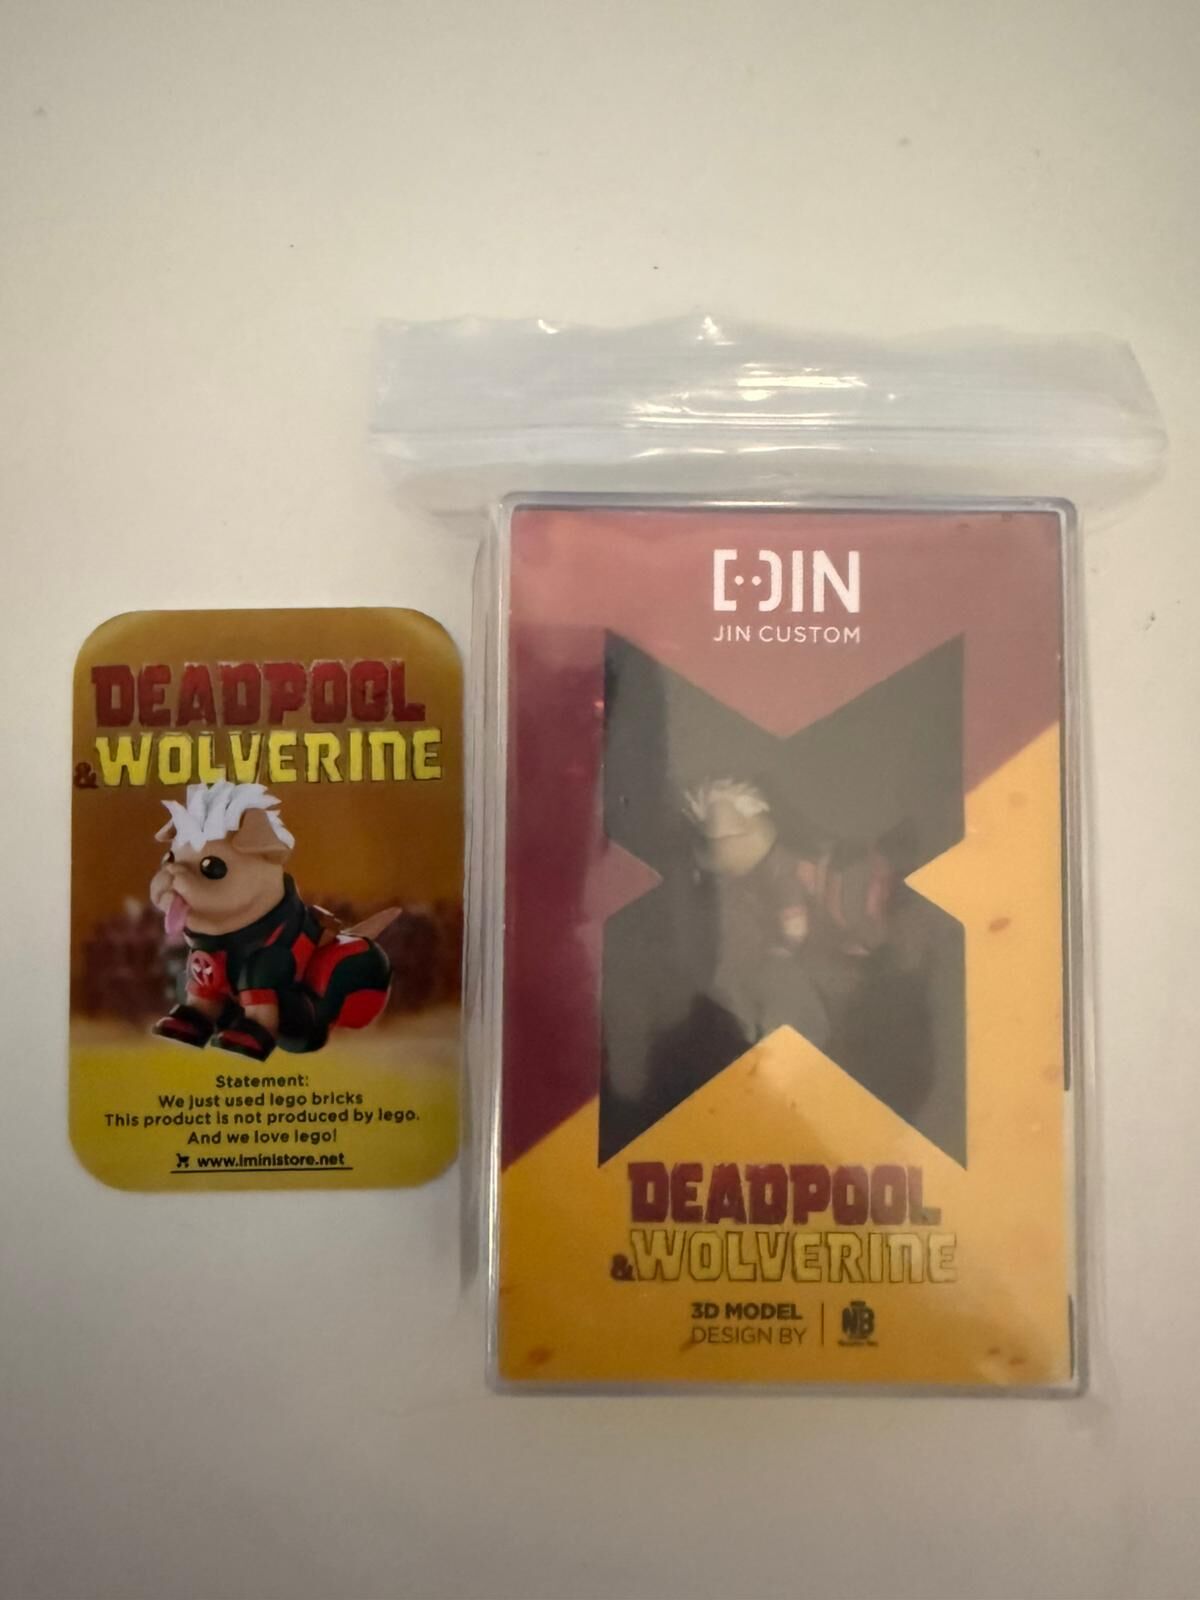 DEADPOOL
& WOLVERINE
Statement:
We just used lego bricks
This product is not produced by lego.
And we love lego!
www.iministore.net
JIN
JIN CUSTOM
DEADPOOL
& WOLVERINE
3D MODEL
DESIGN BY
NB